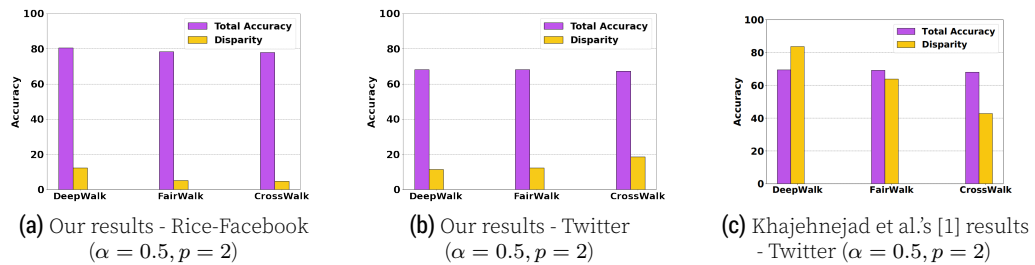 100
80
60
40
20
0
Accuracy
Total Accuracy
Disparity
DeepWalk
FairWalk
CrossWalk
(a) Our results - Rice-Facebook
(α = 0.5, p = 2)
100
80
60
40
20
0
Accuracy
Total Accuracy
Disparity
DeepWalk
FairWalk
CrossWalk
(b) Our results - Twitter
(α = 0.5, p = 2)
100
80
60
40
20
0
Accuracy
Total Accuracy
Disparity
DeepWalk
FairWalk
CrossWalk
(c) Khajehnejad et al.'s [1] results
- Twitter (α = 0.5, p = 2)